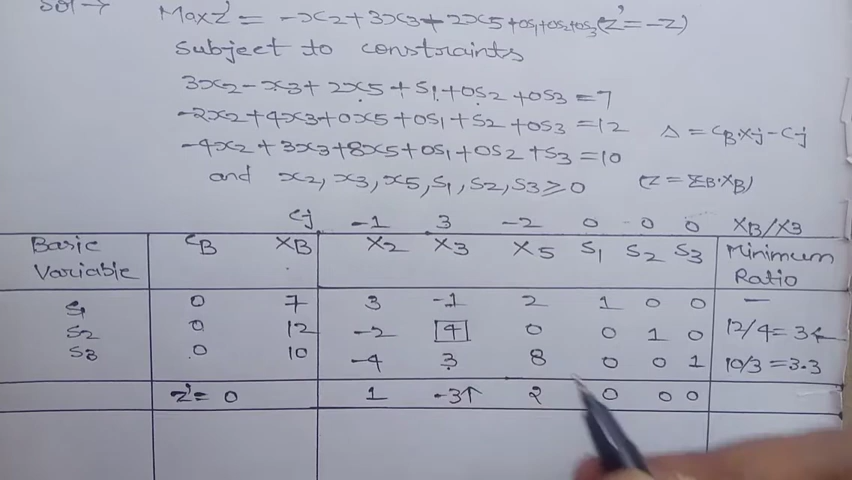 Sol →
Max Z' = -x2 + 3x3 - 2x5 + 0S1 + 0S2 + 0S3 (Z' = -Z)
Subject to constraints
3x2 - x3 + 2x5 + S1 + 0S2 + 0S3 = 7
-2x2 + 4x3 + 0x5 + 0S1 + S2 + 0S3 = 12 Δ = CB·Xj - Cj
-4x2 + 3x3 + 8x5 + 0S1 + 0S2 + S3 = 10
and x2, x3, x5, S1, S2, S3 ≥ 0 (Z = ΣB·XB)
Cj -1 3 -2 0 0 0 XB/X3
Basic Variable CB XB X2 X3 X5 S1 S2 S3 Minimum Ratio
S1 0 7 3 -1 2 1 0 0 —
S2 0 12 -2 4 0 0 1 0 12/4 = 3 ←
S3 0 10 -4 3 8 0 0 1 10/3 = 3.3
Z' = 0 1 -3↑ 2 0 0 0